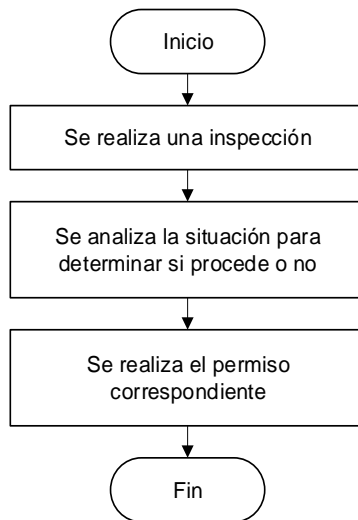 Inicio
Se realiza una inspección
Se analiza la situación para
determinar si procede o no
Se realiza el permiso
correspondiente
Fin